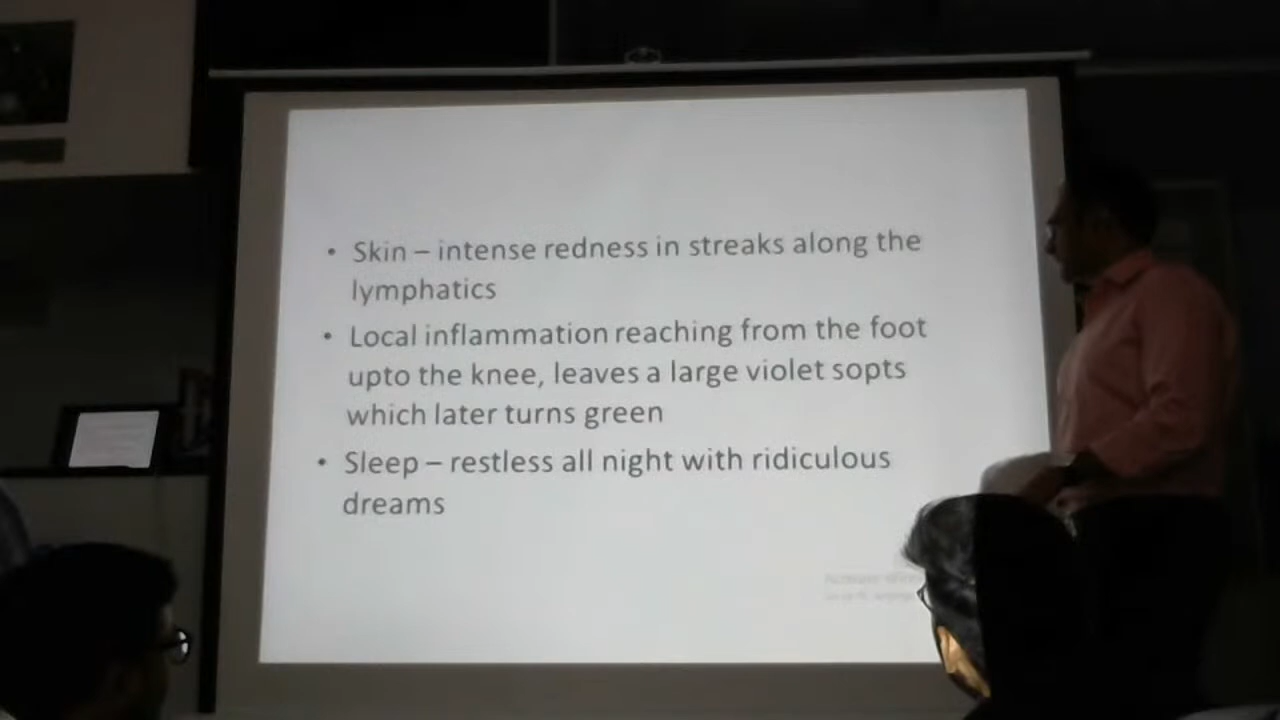 • Skin – intense redness in streaks along the
lymphatics
• Local inflammation reaching from the foot
upto the knee, leaves a large violet sopts
which later turns green
• Sleep – restless all night with ridiculous
dreams